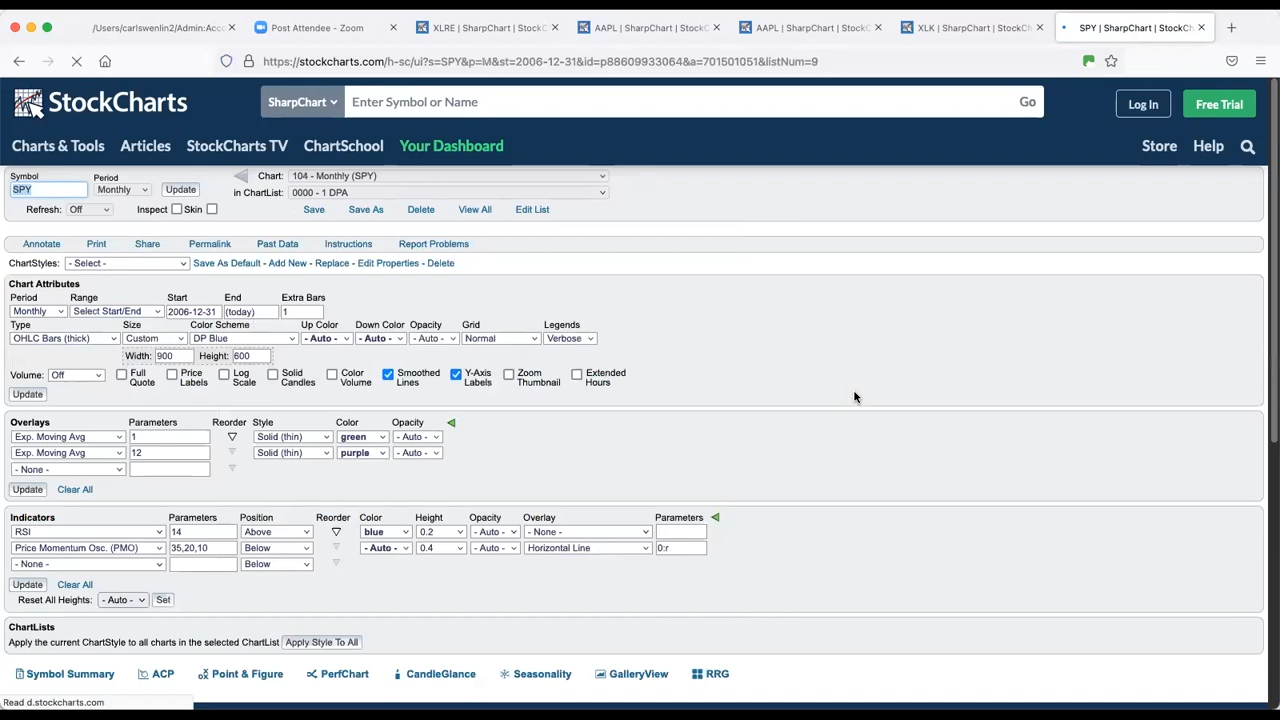 /Users/carlswenlin2/Admin:Acco
Post Attendee - Zoom
XLRE | SharpChart | StockCh
AAPL | SharpChart | StockCh
AAPL | SharpChart | StockCh
XLK | SharpChart | StockCha
SPY | SharpChart | StockCh
https://stockcharts.com/h-sc/ui?s=SPY&p=M&st=2006-12-31&id=p88609933064&a=701501051&listNum=9
StockCharts
SharpChart
Enter Symbol or Name
Go
Log In
Free Trial
Charts & Tools
Articles
StockCharts TV
ChartSchool
Your Dashboard
Store
Help
Symbol
Period
Chart: 104 - Monthly (SPY)
SPY
Monthly
Update
in ChartList: 0000 - 1 DPA
Refresh: Off
Inspect
Skin
Save
Save As
Delete
View All
Edit List
Annotate
Print
Share
Permalink
Past Data
Instructions
Report Problems
ChartStyles: - Select -
Save As Default - Add New - Replace - Edit Properties - Delete
Chart Attributes
Period Range Start End Extra Bars
Monthly Select Start/End 2006-12-31 (today) 1
Type Size Color Scheme Up Color Down Color Opacity Grid Legends
OHLC Bars (thick) Custom DP Blue - Auto - - Auto - - Auto - Normal Verbose
Width: 900 Height: 600
Volume: Off
Full Quote
Price Labels
Log Scale
Solid Candles
Color Volume
Smoothed Lines
Y-Axis Labels
Zoom Thumbnail
Extended Hours
Update
Overlays Parameters Reorder Style Color Opacity
Exp. Moving Avg 1 Solid (thin) green - Auto -
Exp. Moving Avg 12 Solid (thin) purple - Auto -
- None -
Update Clear All
Indicators Parameters Position Reorder Color Height Opacity Overlay Parameters
RSI 14 Above blue 0.2 - Auto - - None -
Price Momentum Osc. (PMO) 35,20,10 Below - Auto - 0.4 - Auto - Horizontal Line 0:r
- None - Below
Update Clear All
Reset All Heights: - Auto - Set
ChartLists
Apply the current ChartStyle to all charts in the selected ChartList Apply Style To All
Symbol Summary
ACP
Point & Figure
PerfChart
CandleGlance
Seasonality
GalleryView
RRG
Read d.stockcharts.com